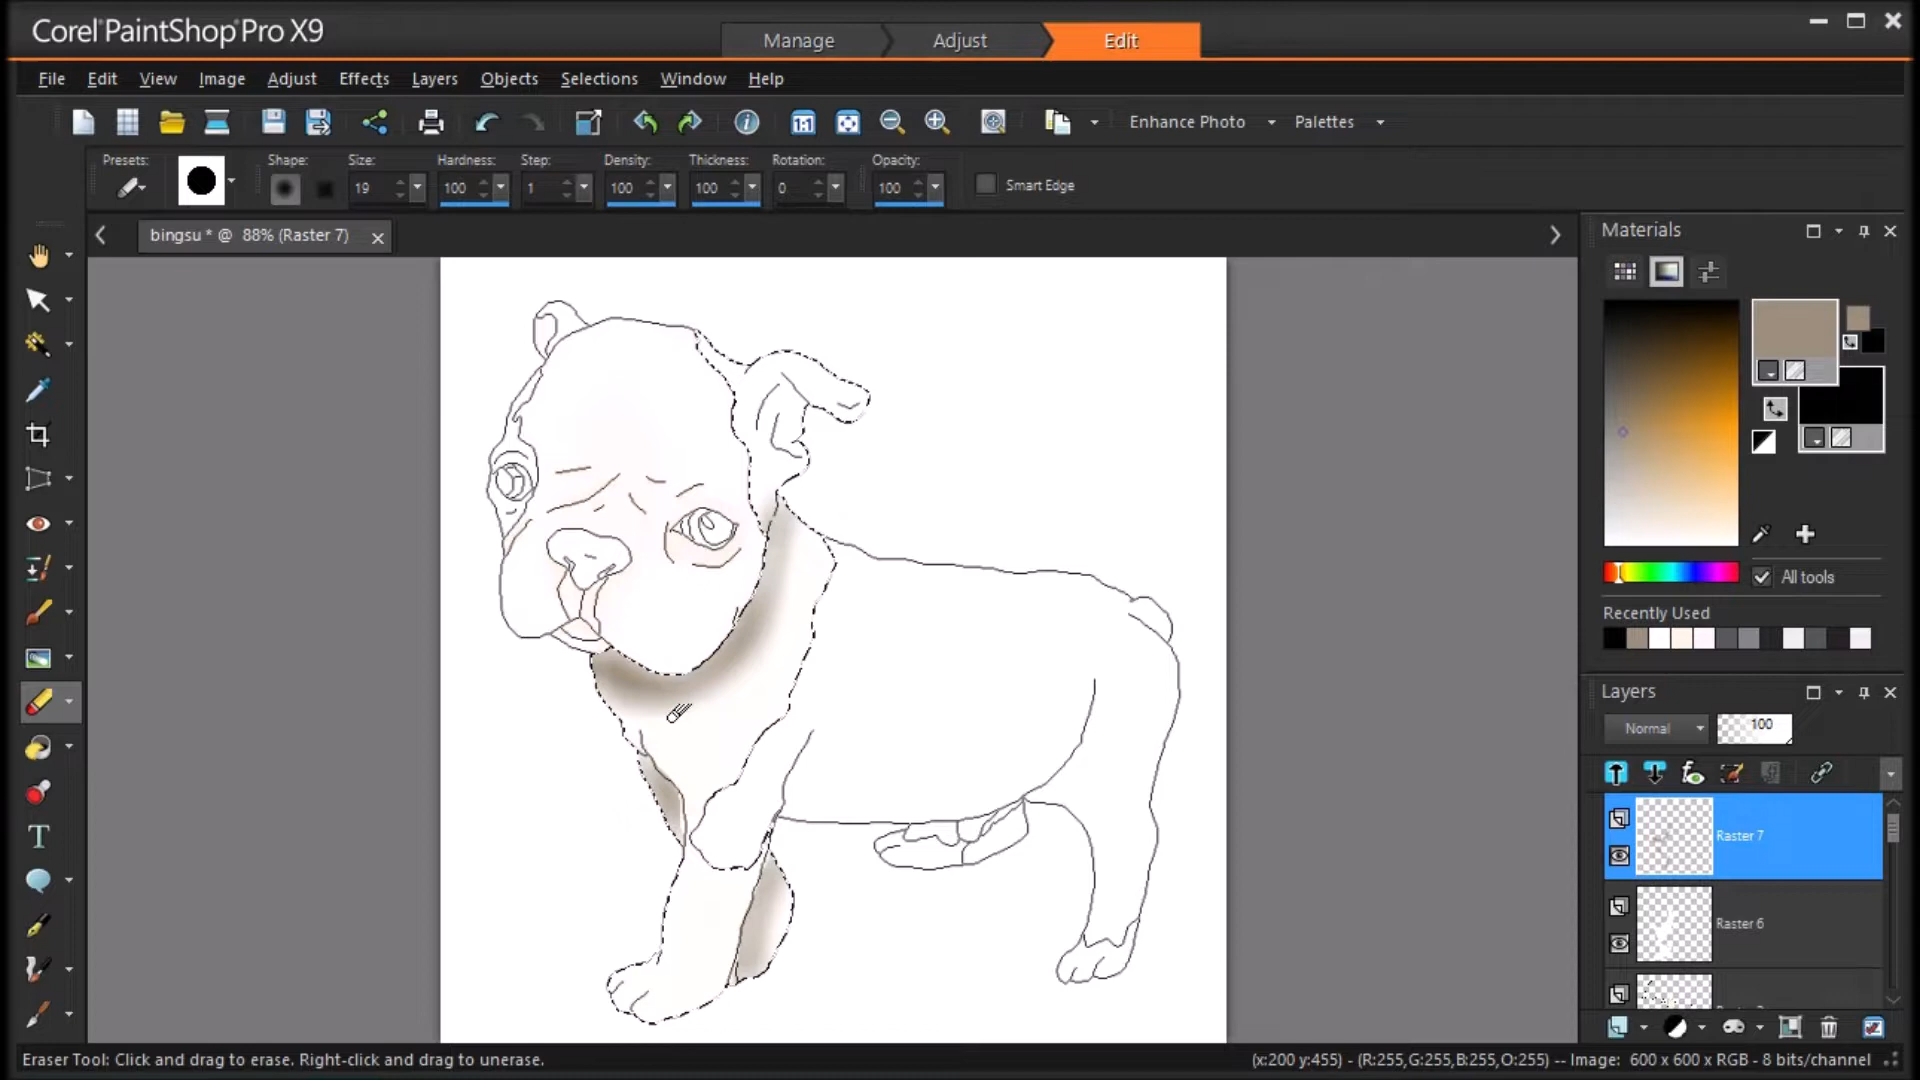 Corel PaintShop Pro X9
Manage Adjust Edit
File Edit View Image Adjust Effects Layers Objects Selections Window Help
1:1 Enhance Photo Palettes
Presets: Shape: Size: Hardness: Step: Density: Thickness: Rotation: Opacity:
19 100 1 100 100 0 100 Smart Edge
bingsu * @ 88% (Raster 7)
Materials
All tools
Recently Used
Layers
Normal 100
Raster 7
Raster 6
T
Eraser Tool: Click and drag to erase. Right-click and drag to unerase.
(x:200 y:455) - (R:255,G:255,B:255,O:255) -- Image: 600 x 600 x RGB - 8 bits/channel